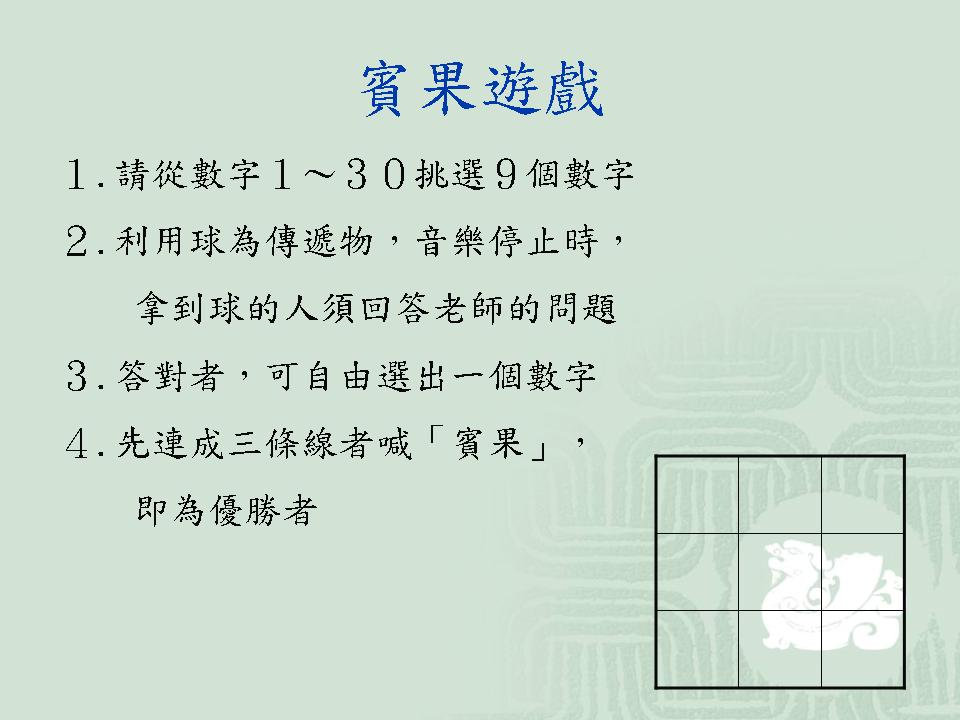 賓果遊戲
１.請從數字１～３０挑選９個數字
２.利用球為傳遞物，音樂停止時，
拿到球的人須回答老師的問題
３.答對者，可自由選出一個數字
４.先連成三條線者喊「賓果」，
即為優勝者